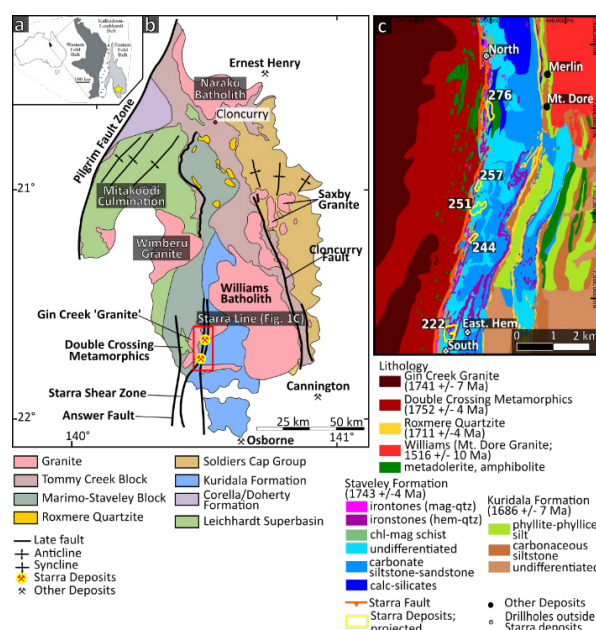 a
Kalkadoon-
Leichhardt
Belt
Western
Fold
Belt
Eastern
Fold
Belt
b
Ernest Henry
Naraku
Batholith
Cloncurry
Pilgrim Fault Zone
-21°
Mitakoodi
Culmination
Saxby
Granite
Wimberu
Granite
Cloncurry
Fault
Williams
Batholith
Gin Creek 'Granite'
Starra Line (Fig. 1C)
Double Crossing
Metamorphics
Starra Shear Zone
Cannington
Answer Fault
-22°
25 km 50 km
140° Osborne 141°
Granite
Tommy Creek Block
Marimo-Staveley Block
Roxmere Quartzite
Soldiers Cap Group
Kuridala Formation
Corella/Doherty
Formation
Leichhardt Superbasin
Late fault
Anticline
Syncline
Starra Deposits
Other Deposits
c
North
Merlin
276
Mt. Dore
257
251
244
222
East. Hem.
South
0 1 2 km
Lithology
Gin Creek Granite
(1741 +/- 7 Ma)
Double Crossing Metamorphics
(1752 +/- 4 Ma)
Roxmere Quartzite
(1711 +/-4 Ma)
Williams (Mt. Dore Granite;
1516 +/- 10 Ma)
metadolerite, amphibolite
Staveley Formation
(1743 +/-4 Ma)
irontones (mag-qtz)
ironstones (hem-qtz)
chl-mag schist
undifferentiated
carbonate
siltstone-sandstone
calc-silicates
Kuridala Formation
(1686 +/- 7 Ma)
phyllite-phyllice
silt
carbonaceous
siltstone
undifferentiated
Starra Fault
Starra Deposits;
projected
Other Deposits
Drillholes outside
Starra deposits